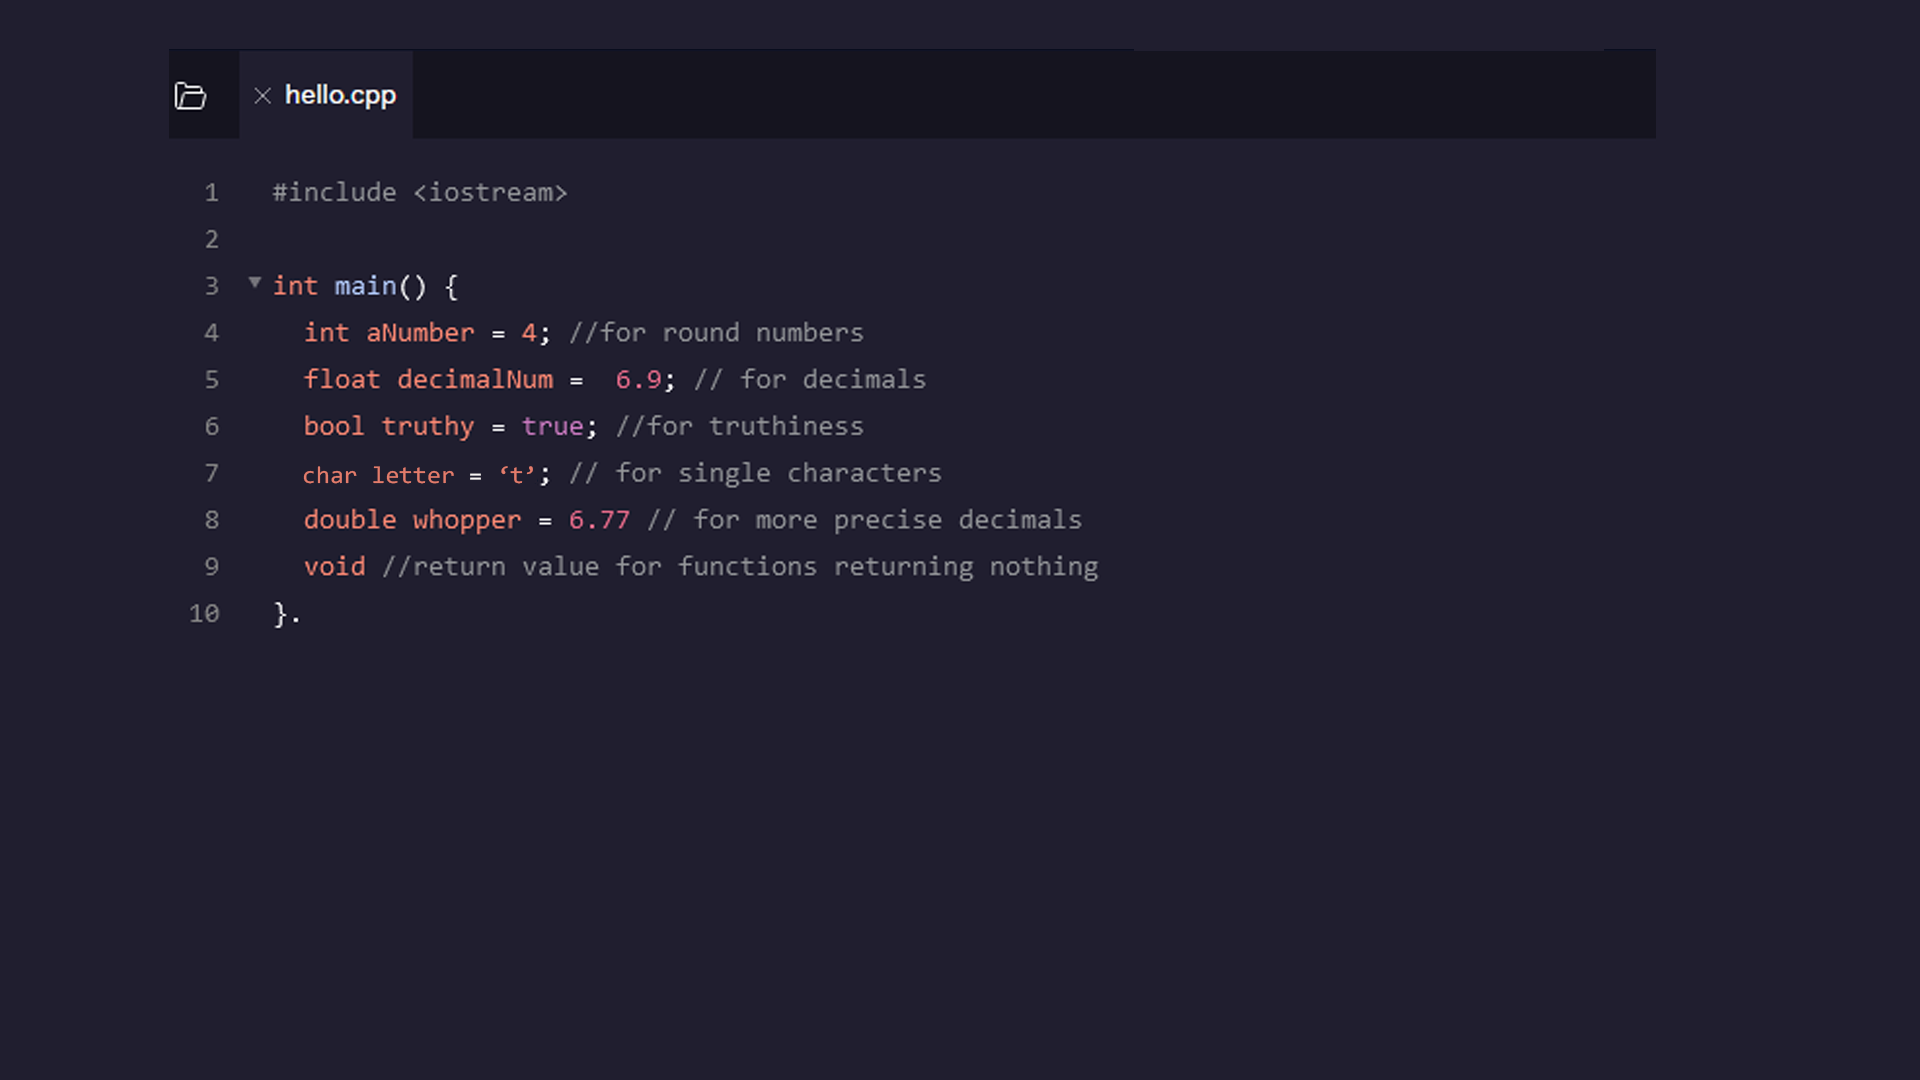 hello.cpp
1 #include <iostream>
2
3 int main() {
4 int aNumber = 4; //for round numbers
5 float decimalNum =  6.9; // for decimals
6 bool truthy = true; //for truthiness
7 char letter = ‘t’; // for single characters
8 double whopper = 6.77 // for more precise decimals
9 void //return value for functions returning nothing
10 }.